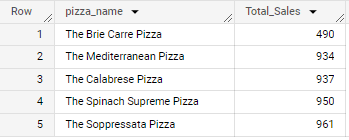 Row pizza_name Total_Sales
1 The Brie Carre Pizza 490
2 The Mediterranean Pizza 934
3 The Calabrese Pizza 937
4 The Spinach Supreme Pizza 950
5 The Soppressata Pizza 961